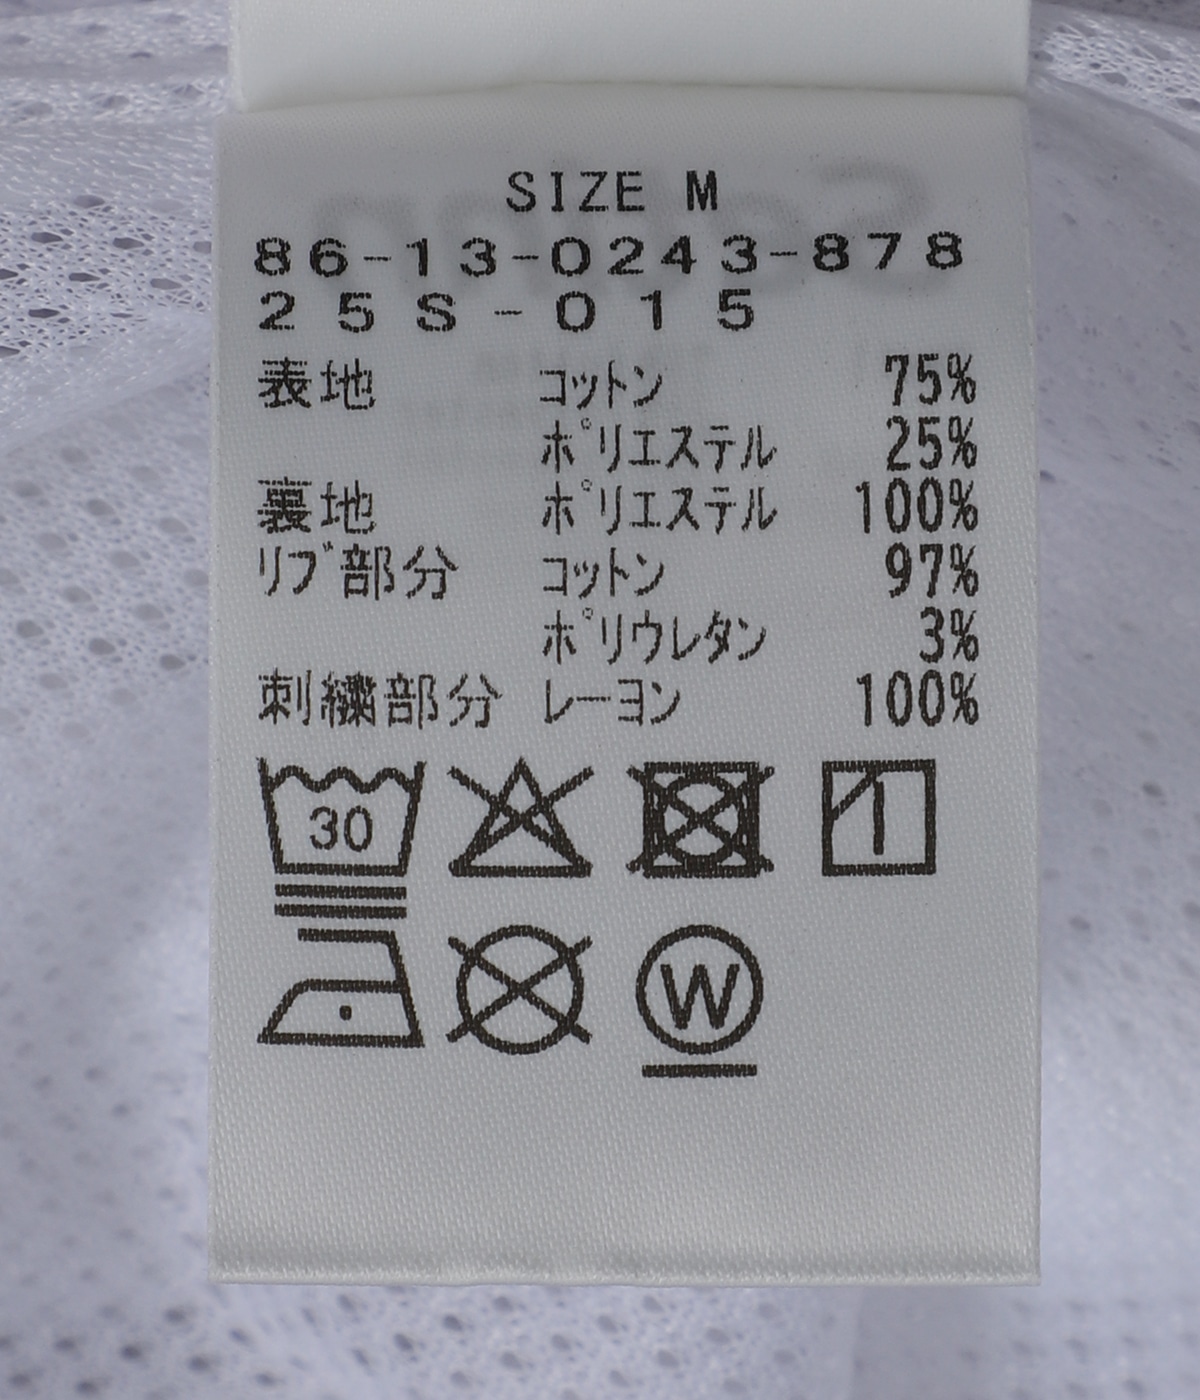 SIZE M
86-13-0243-878
25S-015
表地 コットン 75%
ポリエステル 25%
裏地 ポリエステル 100%
リブ部分 コットン 97%
ポリウレタン 3%
刺繍部分 レーヨン 100%
30
W